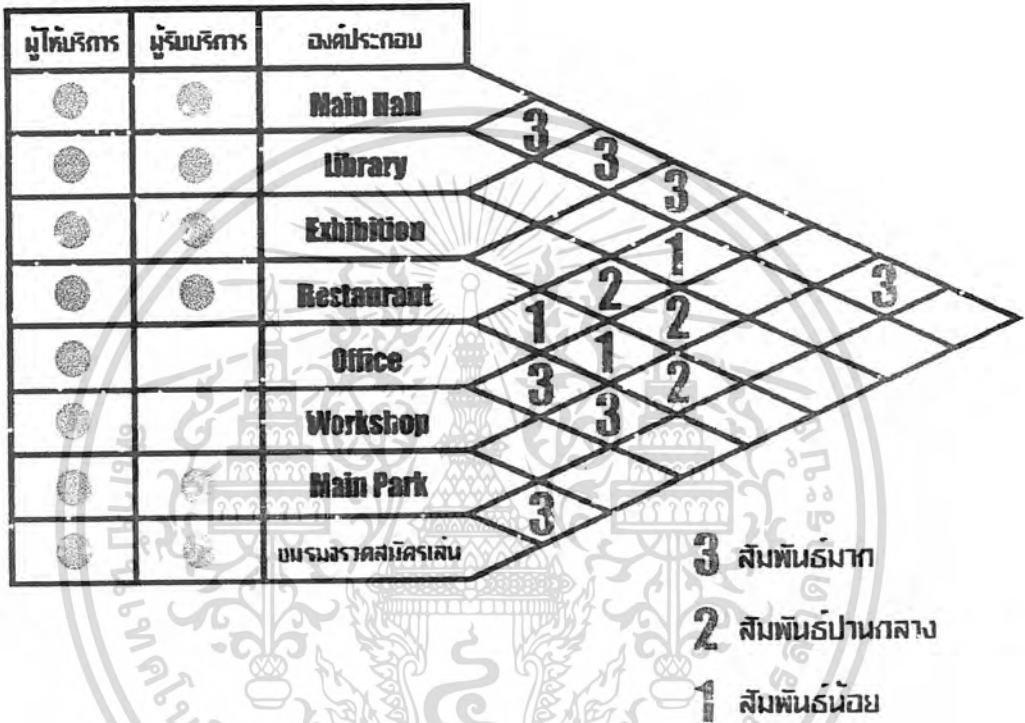 ผู้ให้บริการ ผู้รับบริการ องค์ประกอบ
Main Hall
3
3
Library
3
Exhibition
1
Restaurant 2 3
1 2
Office 1
3 2
Workshop 3
Main Park
3
ชมรมจรวดสมัครเล่น
3 สัมพันธ์มาก
2 สัมพันธ์ปานกลาง
1 สัมพันธ์น้อย